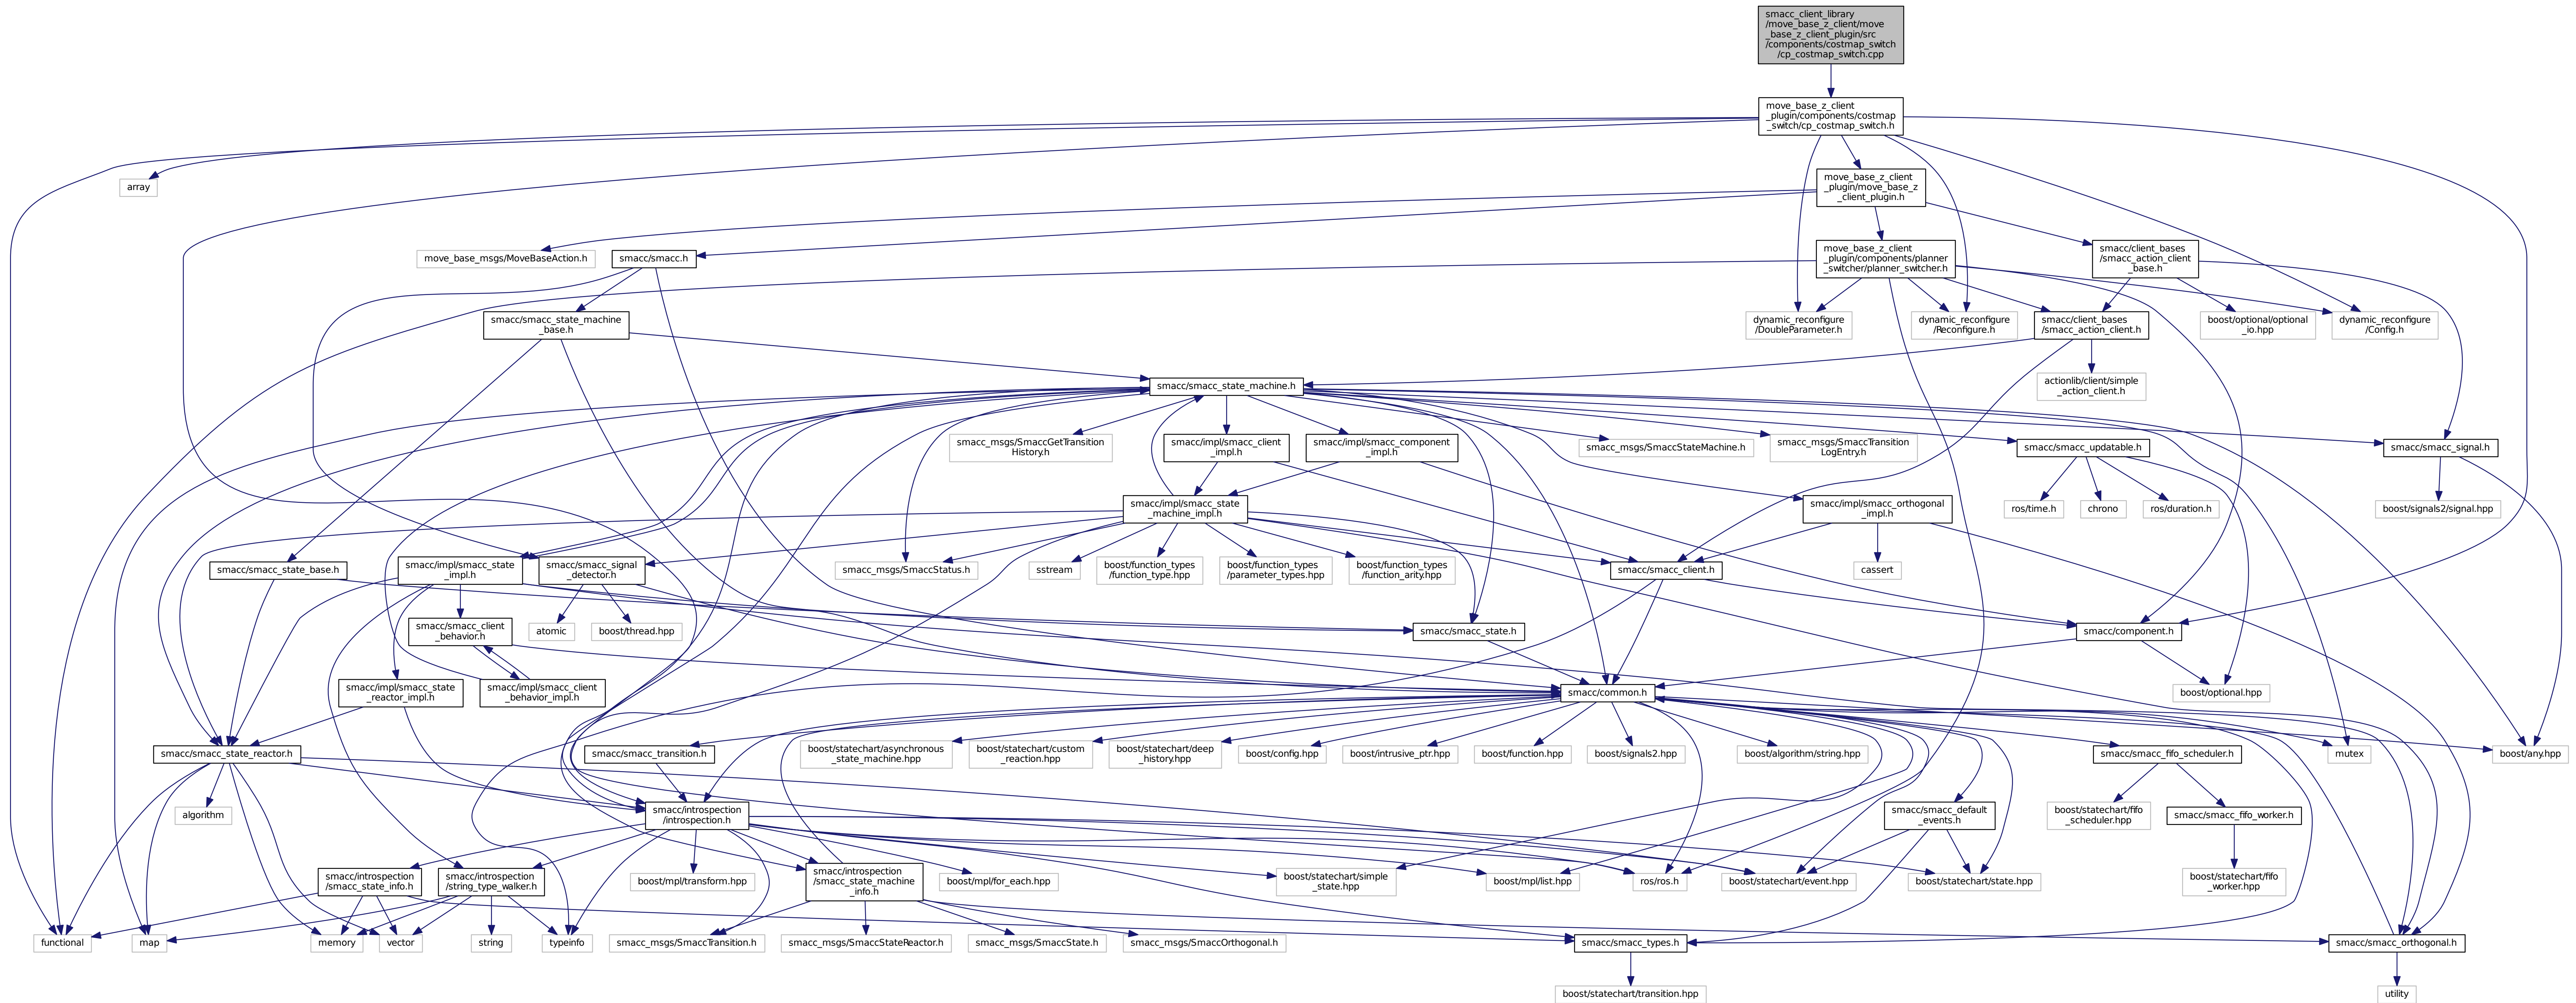 smacc_client_library
/move_base_z_client/move
_base_z_client_plugin/src
/components/costmap_switch
/cp_costmap_switch.cpp
move_base_z_client
_plugin/components/costmap
_switch/cp_costmap_switch.h
array
move_base_z_client
_plugin/move_base_z
_client_plugin.h
move_base_msgs/MoveBaseAction.h
smacc/smacc.h
move_base_z_client
_plugin/components/planner
_switcher/planner_switcher.h
smacc/client_bases
/smacc_action_client
_base.h
smacc/smacc_state_machine
_base.h
dynamic_reconfigure
/DoubleParameter.h
dynamic_reconfigure
/Reconfigure.h
smacc/client_bases
/smacc_action_client.h
boost/optional/optional
_io.hpp
dynamic_reconfigure
/Config.h
smacc/smacc_state_machine.h
actionlib/client/simple
_action_client.h
smacc_msgs/SmaccGetTransition
History.h
smacc/impl/smacc_client
_impl.h
smacc/impl/smacc_component
_impl.h
smacc_msgs/SmaccStateMachine.h
smacc_msgs/SmaccTransition
LogEntry.h
smacc/smacc_updatable.h
smacc/smacc_signal.h
smacc/impl/smacc_state
_machine_impl.h
smacc/impl/smacc_orthogonal
_impl.h
ros/time.h
chrono
ros/duration.h
boost/signals2/signal.hpp
smacc/smacc_state_base.h
smacc/impl/smacc_state
_impl.h
smacc/smacc_signal
_detector.h
smacc_msgs/SmaccStatus.h
sstream
boost/function_types
/function_type.hpp
boost/function_types
/parameter_types.hpp
boost/function_types
/function_arity.hpp
smacc/smacc_client.h
cassert
smacc/smacc_client
_behavior.h
atomic
boost/thread.hpp
smacc/smacc_state.h
smacc/component.h
smacc/impl/smacc_state
_reactor_impl.h
smacc/impl/smacc_client
_behavior_impl.h
smacc/common.h
boost/optional.hpp
smacc/smacc_state_reactor.h
smacc/smacc_transition.h
boost/statechart/asynchronous
_state_machine.hpp
boost/statechart/custom
_reaction.hpp
boost/statechart/deep
_history.hpp
boost/config.hpp
boost/intrusive_ptr.hpp
boost/function.hpp
boost/signals2.hpp
boost/algorithm/string.hpp
smacc/smacc_fifo_scheduler.h
mutex
boost/any.hpp
algorithm
smacc/introspection
/introspection.h
smacc/smacc_default
_events.h
boost/statechart/fifo
_scheduler.hpp
smacc/smacc_fifo_worker.h
smacc/introspection
/smacc_state_info.h
smacc/introspection
/string_type_walker.h
boost/mpl/transform.hpp
smacc/introspection
/smacc_state_machine
_info.h
boost/mpl/for_each.hpp
boost/statechart/simple
_state.hpp
boost/mpl/list.hpp
ros/ros.h
boost/statechart/event.hpp
boost/statechart/state.hpp
boost/statechart/fifo
_worker.hpp
functional
map
memory
vector
string
typeinfo
smacc_msgs/SmaccTransition.h
smacc_msgs/SmaccStateReactor.h
smacc_msgs/SmaccState.h
smacc_msgs/SmaccOrthogonal.h
smacc/smacc_types.h
smacc/smacc_orthogonal.h
boost/statechart/transition.hpp
utility